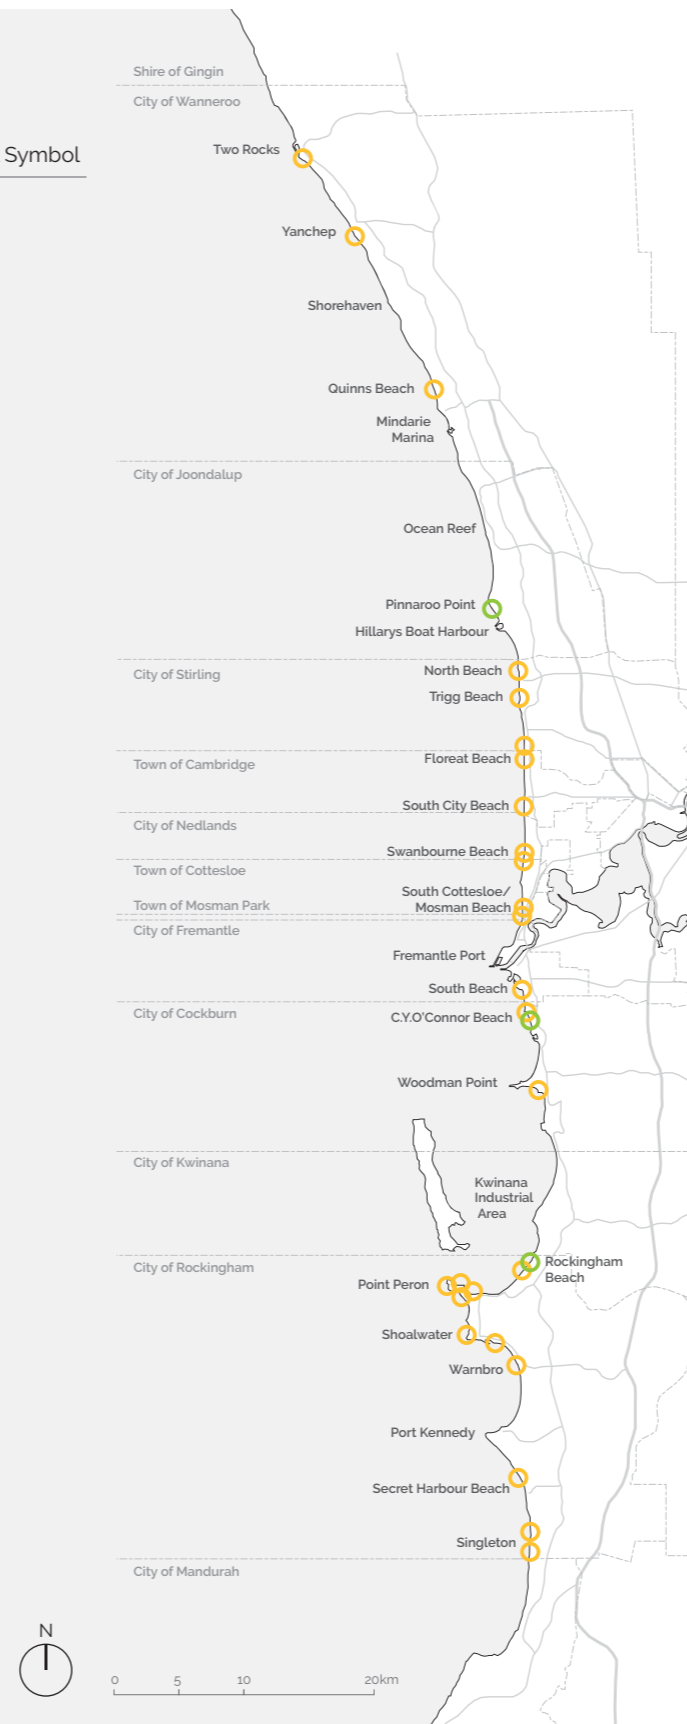 Shire of Gingin
City of Wanneroo
Symbol
Two Rocks
Yanchep
Shorehaven
Quinns Beach
Mindarie
Marina
City of Joondalup
Ocean Reef
Pinnaroo Point
Hillarys Boat Harbour
North Beach
City of Stirling
Trigg Beach
Floreat Beach
Town of Cambridge
South City Beach
City of Nedlands
Swanbourne Beach
Town of Cottesloe
South Cottesloe/
Mosman Beach
Town of Mosman Park
City of Fremantle
Fremantle Port
South Beach
City of Cockburn
C.Y.O'Connor Beach
Woodman Point
City of Kwinana
Kwinana
Industrial
Area
City of Rockingham
Rockingham
Beach
Point Peron
Shoalwater
Warnbro
Port Kennedy
Secret Harbour Beach
Singleton
City of Mandurah
N
0 5 10 20km